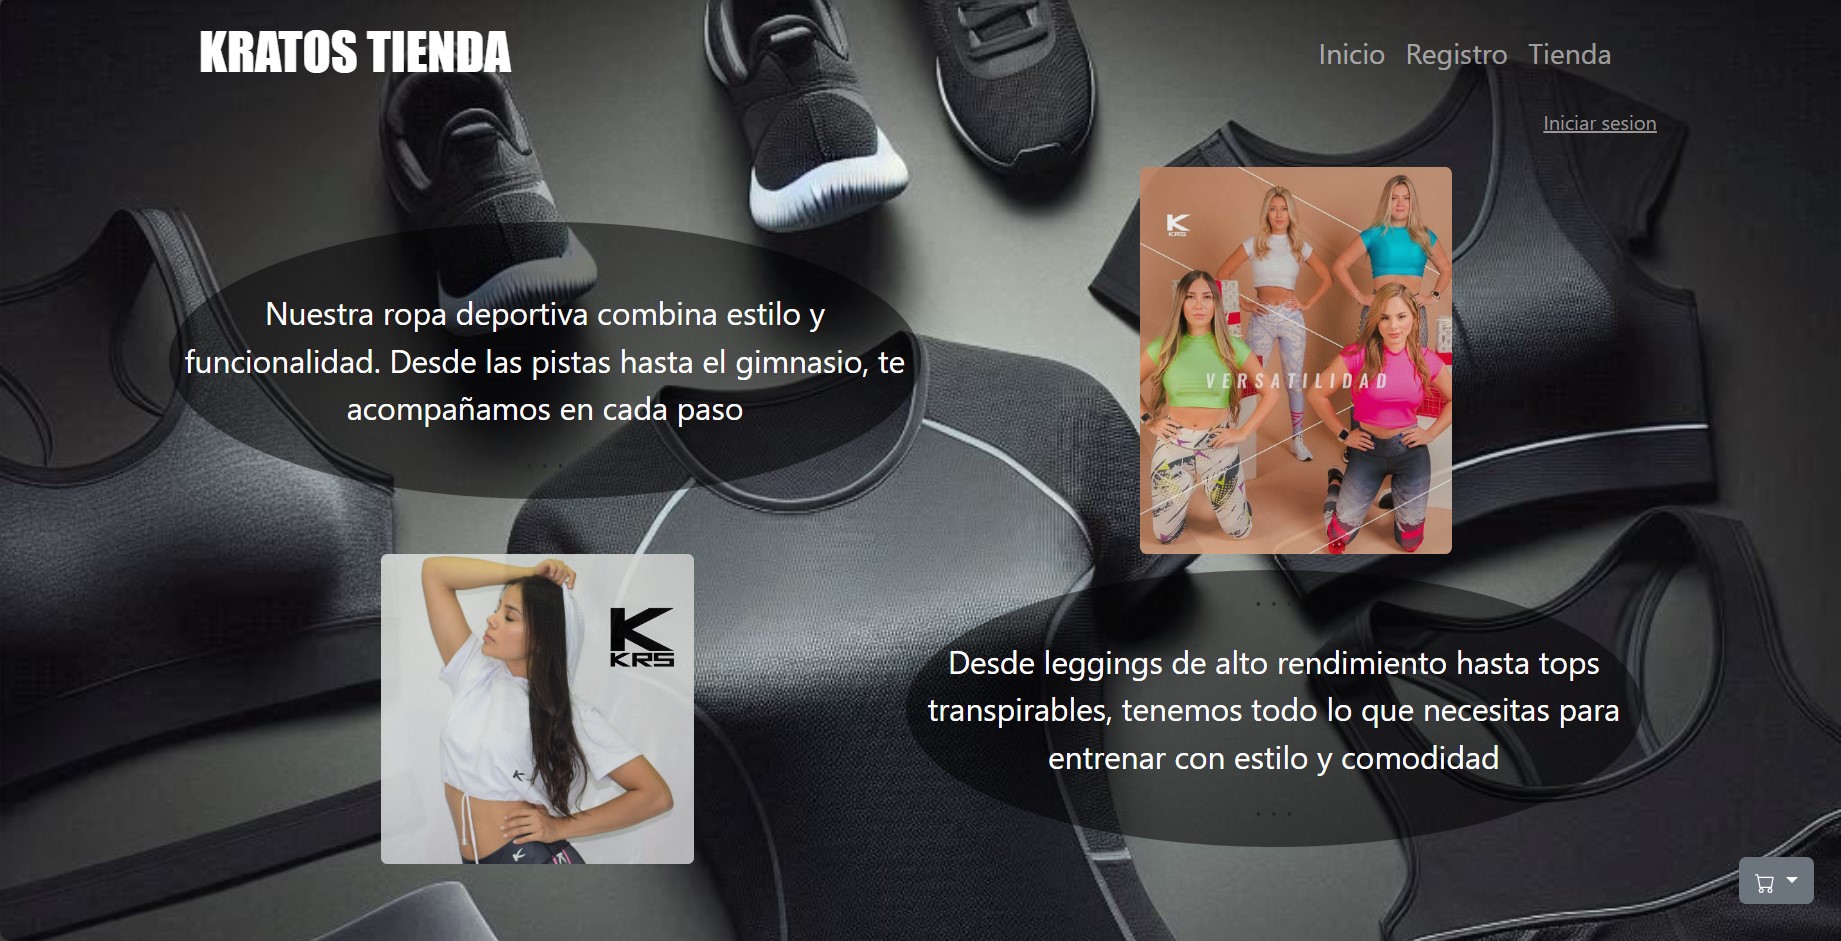 KRATOS TIENDA
Inicio Registro Tienda
Iniciar sesion
Nuestra ropa deportiva combina estilo y
funcionalidad. Desde las pistas hasta el gimnasio, te
acompañamos en cada paso
. . .
K
KRS
VERSATILIDAD
K
KRS
K
. . .
Desde leggings de alto rendimiento hasta tops
transpirables, tenemos todo lo que necesitas para
entrenar con estilo y comodidad
. . .